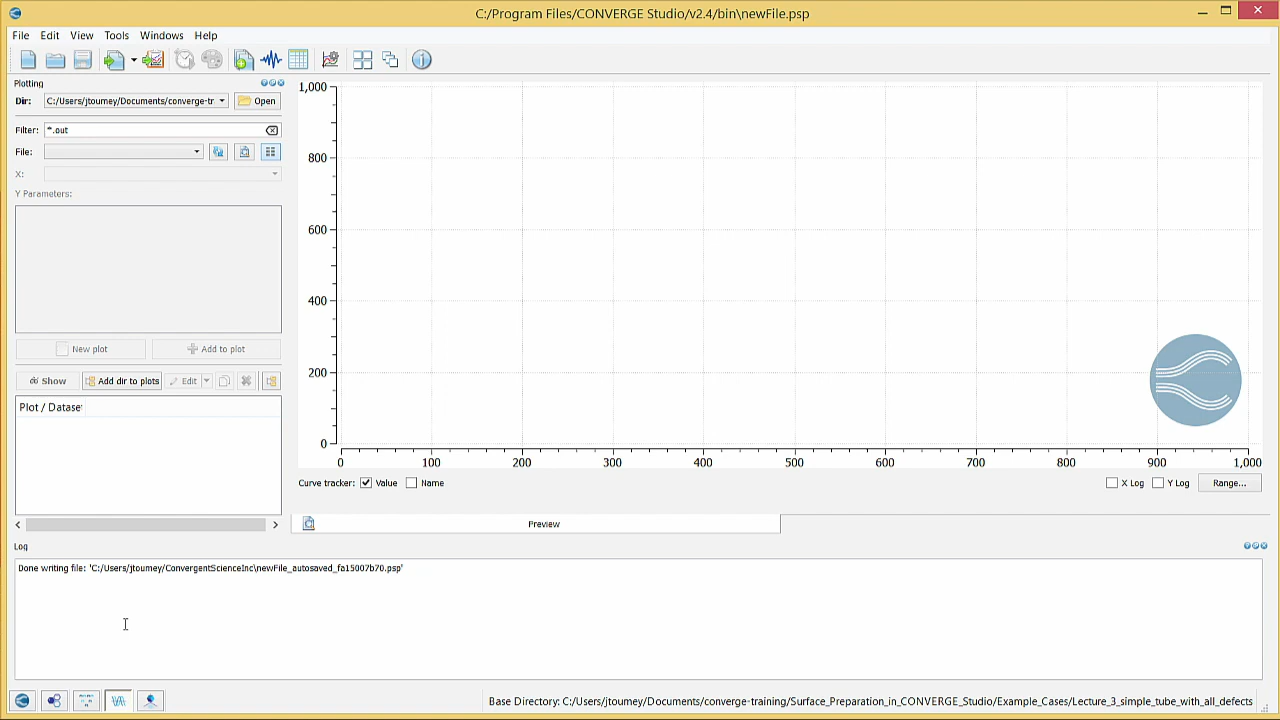 C:/Program Files/CONVERGE Studio/v2.4/bin\newFile.psp
File Edit View Tools Windows Help
Plotting
Dir: C:/Users/jtoumey/Documents/converge-tr Open
Filter: *.out
File:
X:
Y Parameters:
New plot Add to plot
Show Add dir to plots Edit
Plot / Datase
1,000
800
600
400
200
0
0 100 200 300 400 500 600 700 800 900 1,000
Curve tracker: Value Name X Log Y Log Range...
Preview
Log
Done writing file: 'C:/Users/jtoumey/ConvergentScienceInc\newFile_autosaved_fa15007b70.psp'
Base Directory: C:/Users/jtoumey/Documents/converge-training/Surface_Preparation_in_CONVERGE_Studio/Example_Cases/Lecture_3_simple_tube_with_all_defects